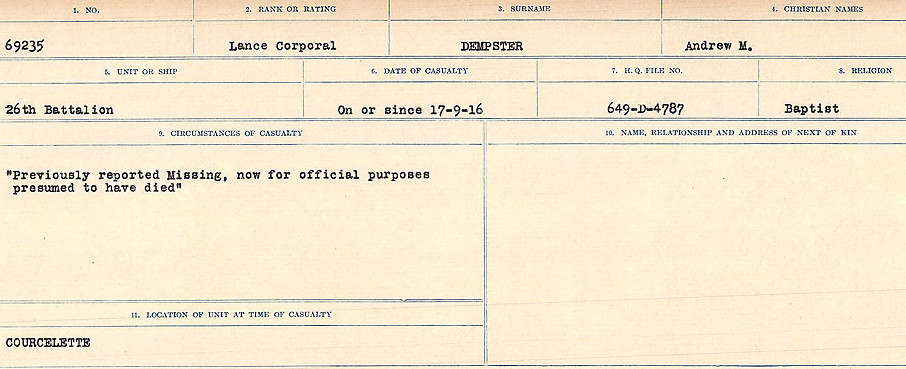 1. NO.
2. RANK OR RATING
3. SURNAME
4. CHRISTIAN NAMES
69235
Lance Corporal
DEMPSTER
Andrew M.
5. UNIT OR SHIP
6. DATE OF CASUALTY
7. H. Q. FILE NO.
8. RELIGION
26th Battalion
On or since 17-9-16
649-D-4787
Baptist
9. CIRCUMSTANCES OF CASUALTY
10. NAME, RELATIONSHIP AND ADDRESS OF NEXT OF KIN
"Previously reported Missing, now for official purposes
presumed to have died"
11. LOCATION OF UNIT AT TIME OF CASUALTY
COURCELETTE